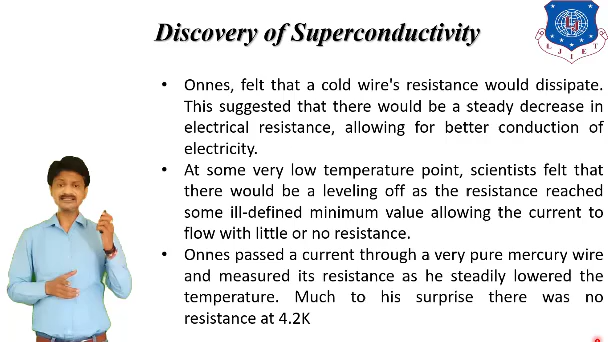 Discovery of Superconductivity
LJIET
• Onnes, felt that a cold wire's resistance would dissipate.
This suggested that there would be a steady decrease in
electrical resistance, allowing for better conduction of
electricity.
• At some very low temperature point, scientists felt that
there would be a leveling off as the resistance reached
some ill-defined minimum value allowing the current to
flow with little or no resistance.
• Onnes passed a current through a very pure mercury wire
and measured its resistance as he steadily lowered the
temperature. Much to his surprise there was no
resistance at 4.2K